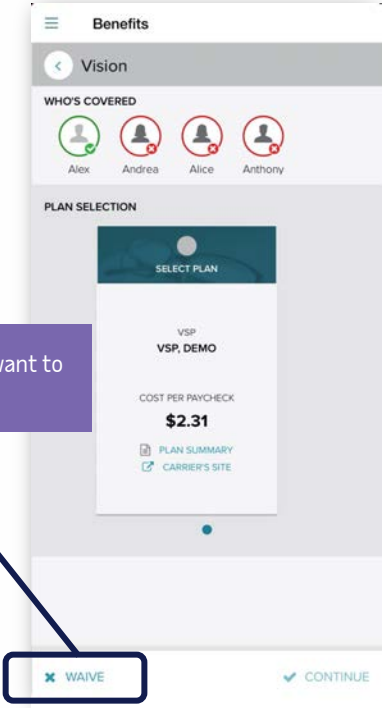 Benefits
Vision
WHO'S COVERED
Alex Andrea Alice Anthony
PLAN SELECTION
SELECT PLAN
want to
VSP
VSP, DEMO
COST PER PAYCHECK
$2.31
PLAN SUMMARY
CARRIER'S SITE
WAIVE CONTINUE